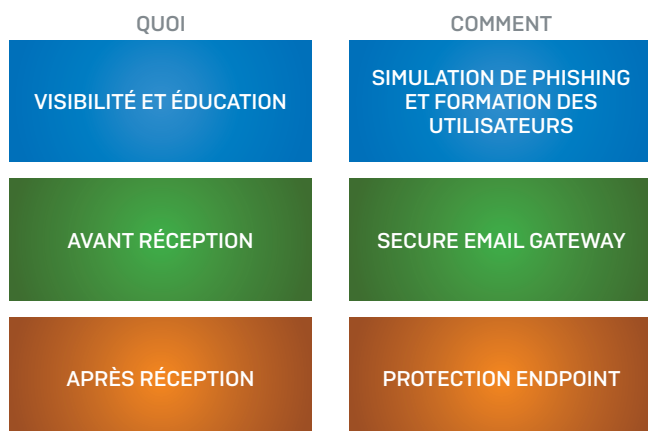 QUOI
COMMENT
VISIBILITÉ ET ÉDUCATION
SIMULATION DE PHISHING
ET FORMATION DES
UTILISATEURS
AVANT RÉCEPTION
SECURE EMAIL GATEWAY
APRÈS RÉCEPTION
PROTECTION ENDPOINT